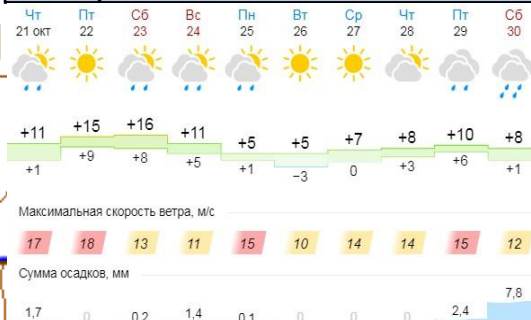 Чт Пт Сб Вс Пн Вт Ср Чт Пт Сб
21 окт 22 23 24 25 26 27 28 29 30
+11 +15 +16 +11 +5 +5 +7 +8 +10 +8
+1 +9 +8 +5 +1 −3 0 +3 +6 +1
Максимальная скорость ветра, м/с
17 18 13 11 15 10 14 14 15 12
Сумма осадков, мм
1,7 0 0,2 1,4 0,1 0 0 0 2,4 7,8